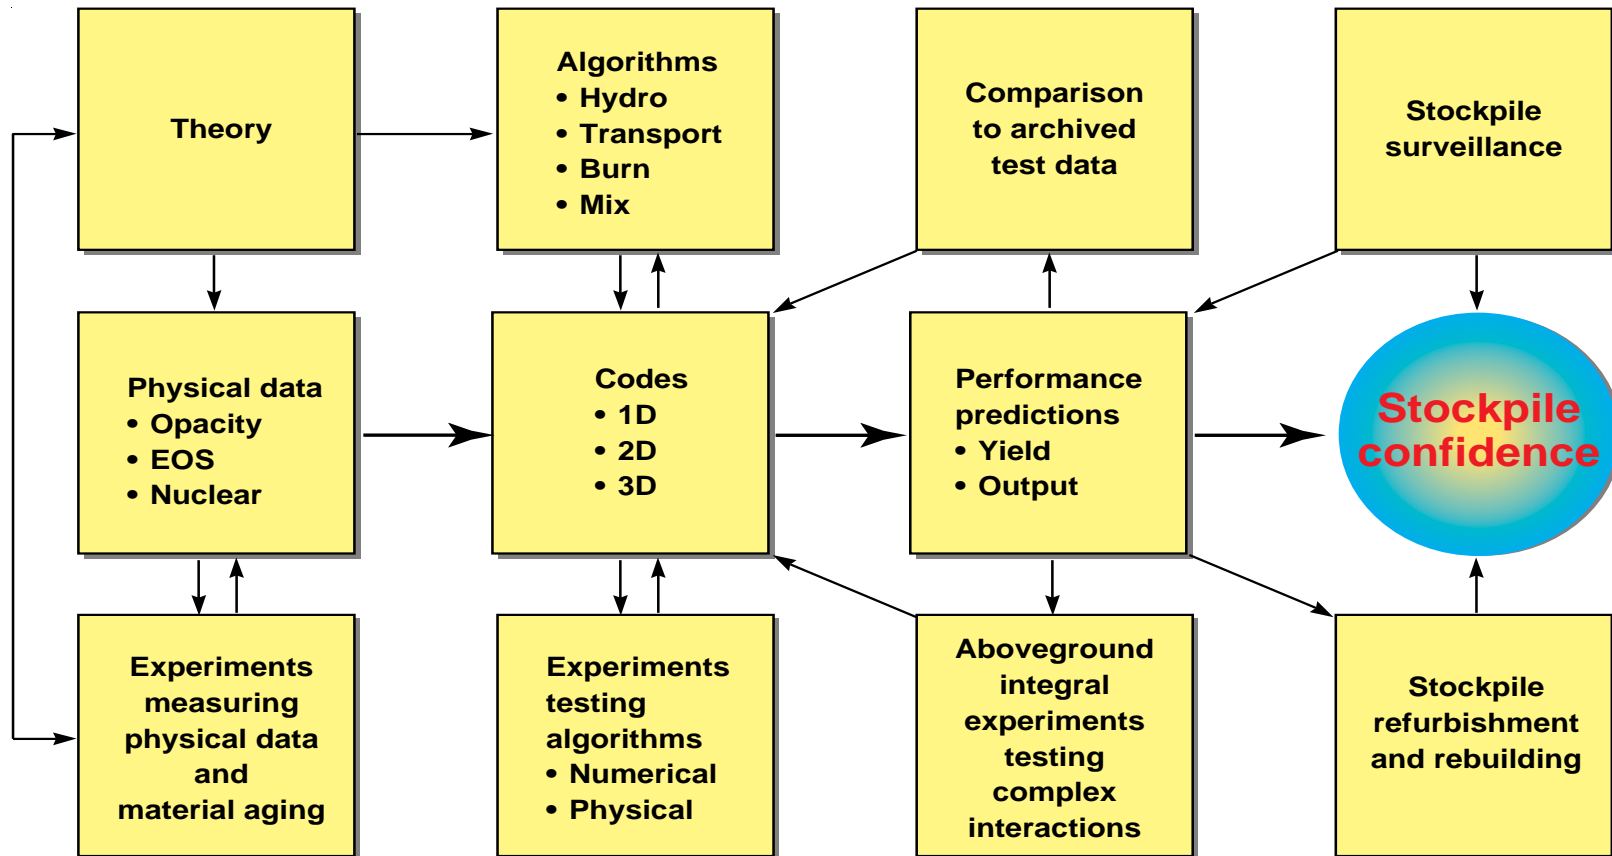 Theory
Algorithms
• Hydro
• Transport
• Burn
• Mix
Comparison
to archived
test data
Stockpile
surveillance
Physical data
• Opacity
• EOS
• Nuclear
Codes
• 1D
• 2D
• 3D
Performance
predictions
• Yield
• Output
Stockpile
confidence
Experiments
measuring
physical data
and
material aging
Experiments
testing
algorithms
• Numerical
• Physical
Aboveground
integral
experiments
testing
complex
interactions
Stockpile
refurbishment
and rebuilding